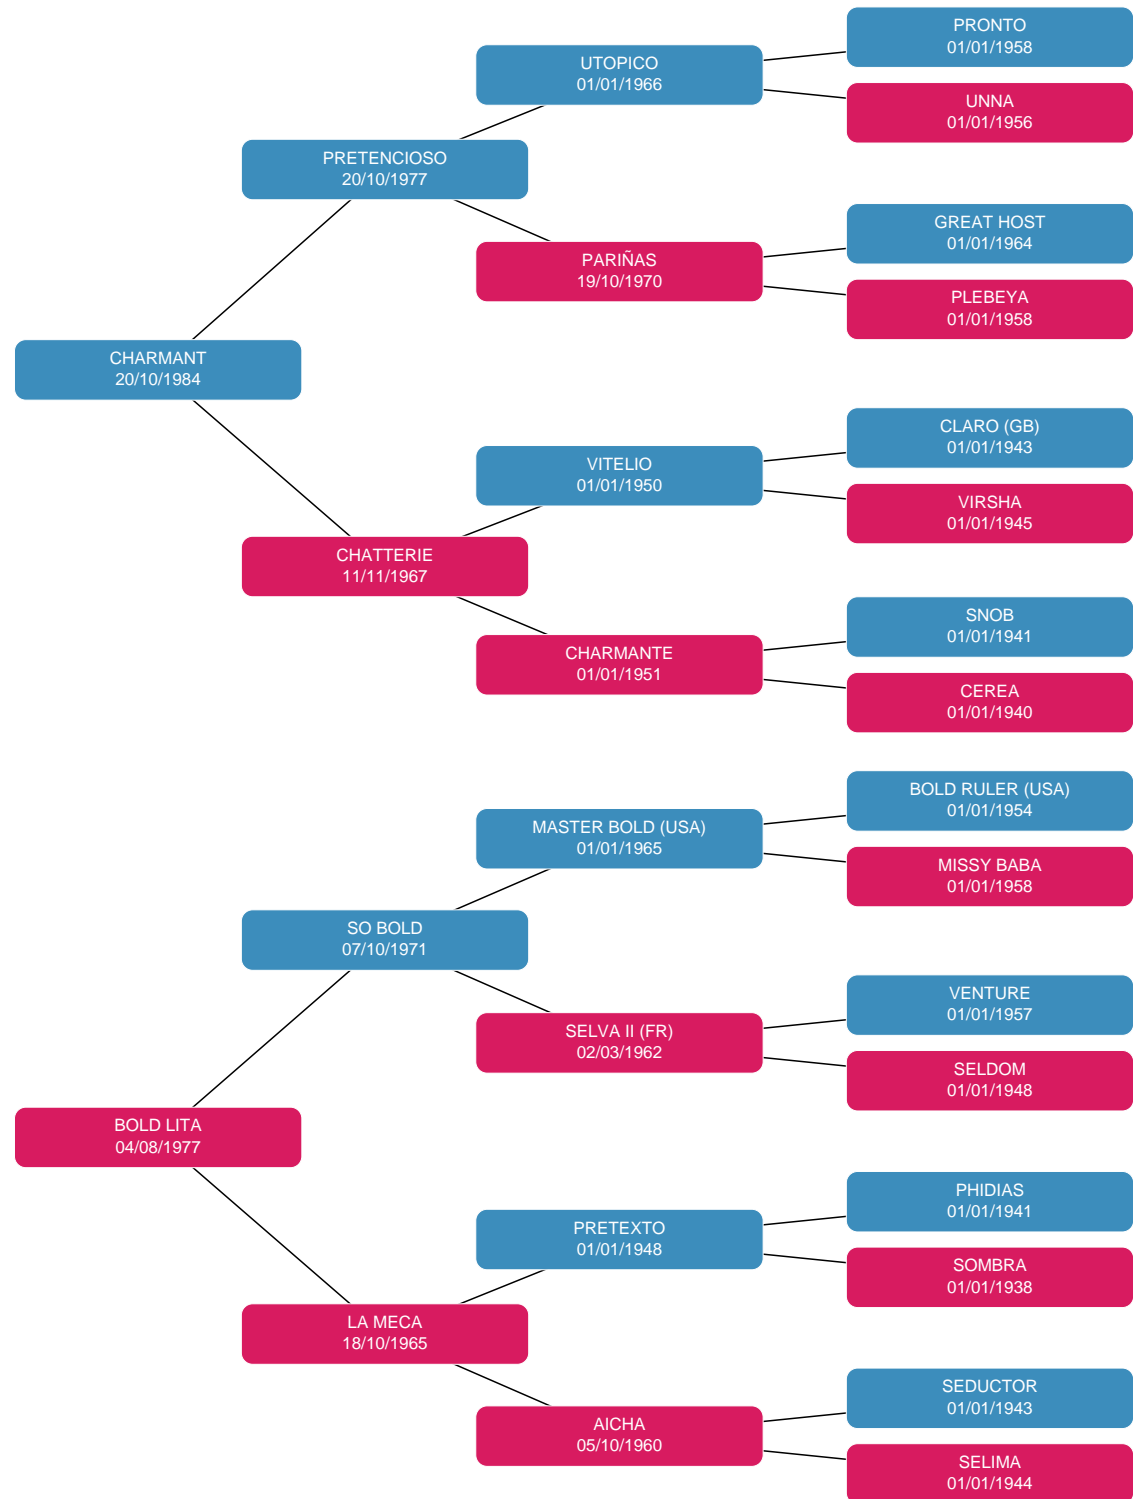 PRONTO
01/01/1958
UTOPICO
01/01/1966
UNNA
01/01/1956
PRETENCIOSO
20/10/1977
GREAT HOST
01/01/1964
PARIÑAS
19/10/1970
PLEBEYA
01/01/1958
CHARMANT
20/10/1984
CLARO (GB)
01/01/1943
VITELIO
01/01/1950
VIRSHA
01/01/1945
CHATTERIE
11/11/1967
SNOB
01/01/1941
CHARMANTE
01/01/1951
CEREA
01/01/1940
BOLD RULER (USA)
01/01/1954
MASTER BOLD (USA)
01/01/1965
MISSY BABA
01/01/1958
SO BOLD
07/10/1971
VENTURE
01/01/1957
SELVA II (FR)
02/03/1962
SELDOM
01/01/1948
BOLD LITA
04/08/1977
PHIDIAS
01/01/1941
PRETEXTO
01/01/1948
SOMBRA
01/01/1938
LA MECA
18/10/1965
SEDUCTOR
01/01/1943
AICHA
05/10/1960
SELIMA
01/01/1944